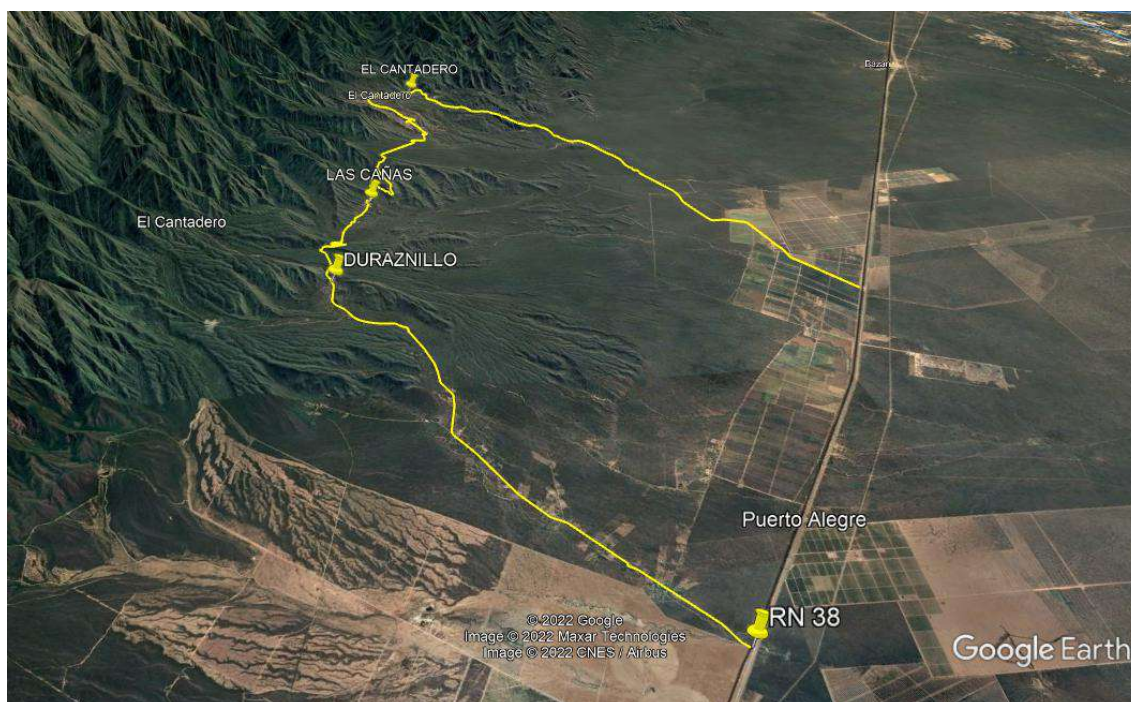 EL CANTADERO
Bazán
El Cantadero
LAS CAÑAS
El Cantadero
DURAZNILLO
Puerto Alegre
RN 38
© 2022 Google
Image © 2022 Maxar Technologies
Image © 2022 CNES / Airbus
Google Earth